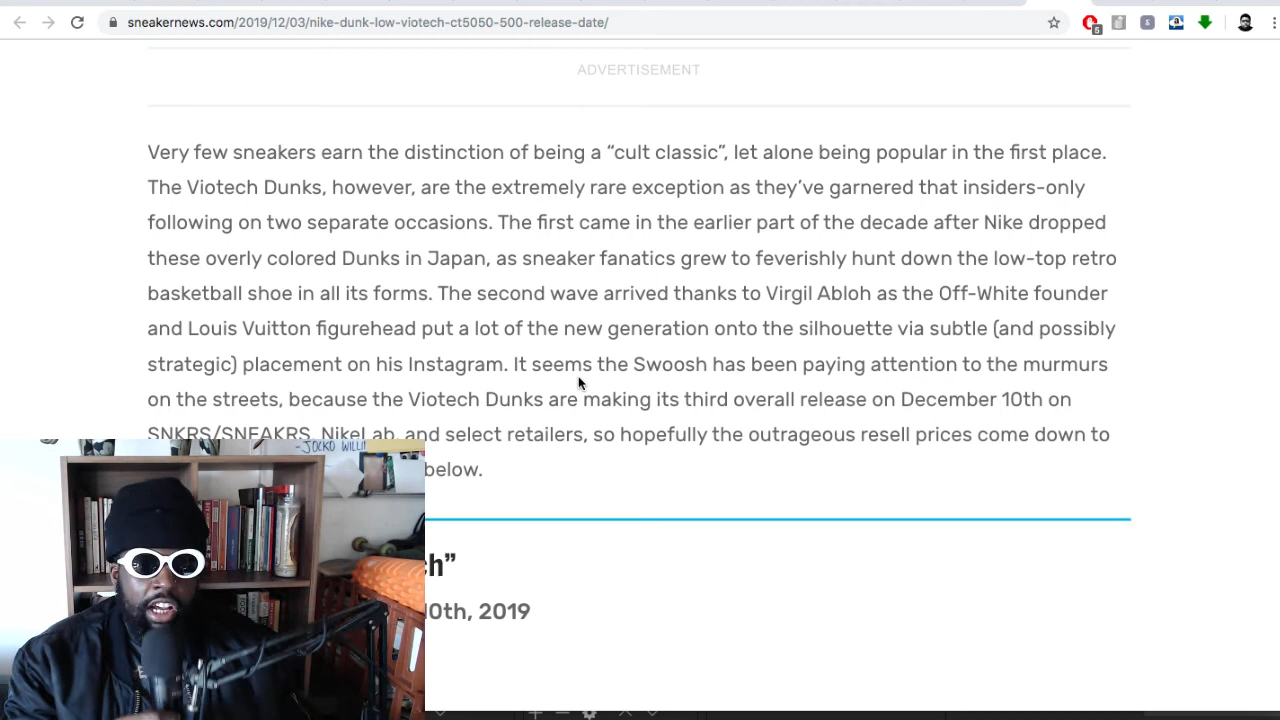 sneakernews.com/2019/12/03/nike-dunk-low-viotech-ct5050-500-release-date/
5
ADVERTISEMENT
Very few sneakers earn the distinction of being a “cult classic”, let alone being popular in the first place.
The Viotech Dunks, however, are the extremely rare exception as they’ve garnered that insiders-only
following on two separate occasions. The first came in the earlier part of the decade after Nike dropped
these overly colored Dunks in Japan, as sneaker fanatics grew to feverishly hunt down the low-top retro
basketball shoe in all its forms. The second wave arrived thanks to Virgil Abloh as the Off-White founder
and Louis Vuitton figurehead put a lot of the new generation onto the silhouette via subtle (and possibly
strategic) placement on his Instagram. It seems the Swoosh has been paying attention to the murmurs
on the streets, because the Viotech Dunks are making its third overall release on December 10th on
SNKRS/SNEAKRS, NikeLab, and select retailers, so hopefully the outrageous resell prices come down to
below.
-JOCKO WILLI
ch”
10th, 2019